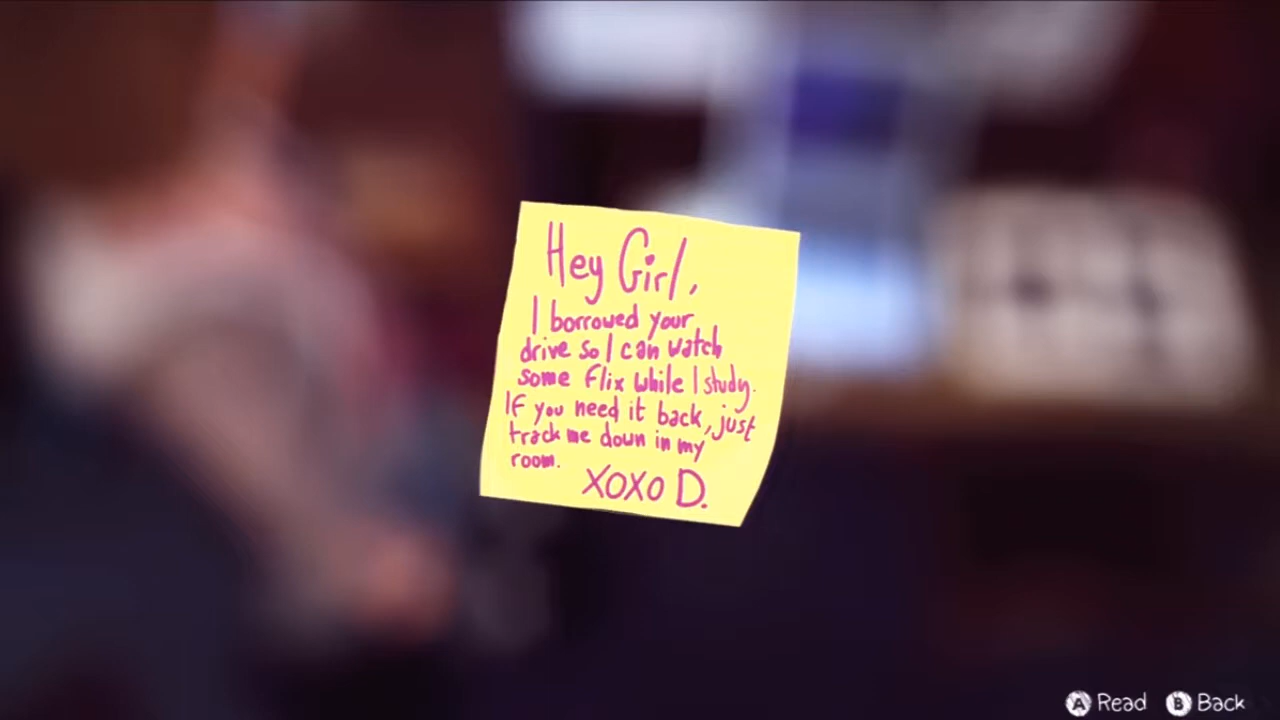 Hey Girl,
I borrowed your
drive so I can watch
some Flix while I study.
If you need it back, just
track me down in my
room.
XOXO D.
A Read B Back